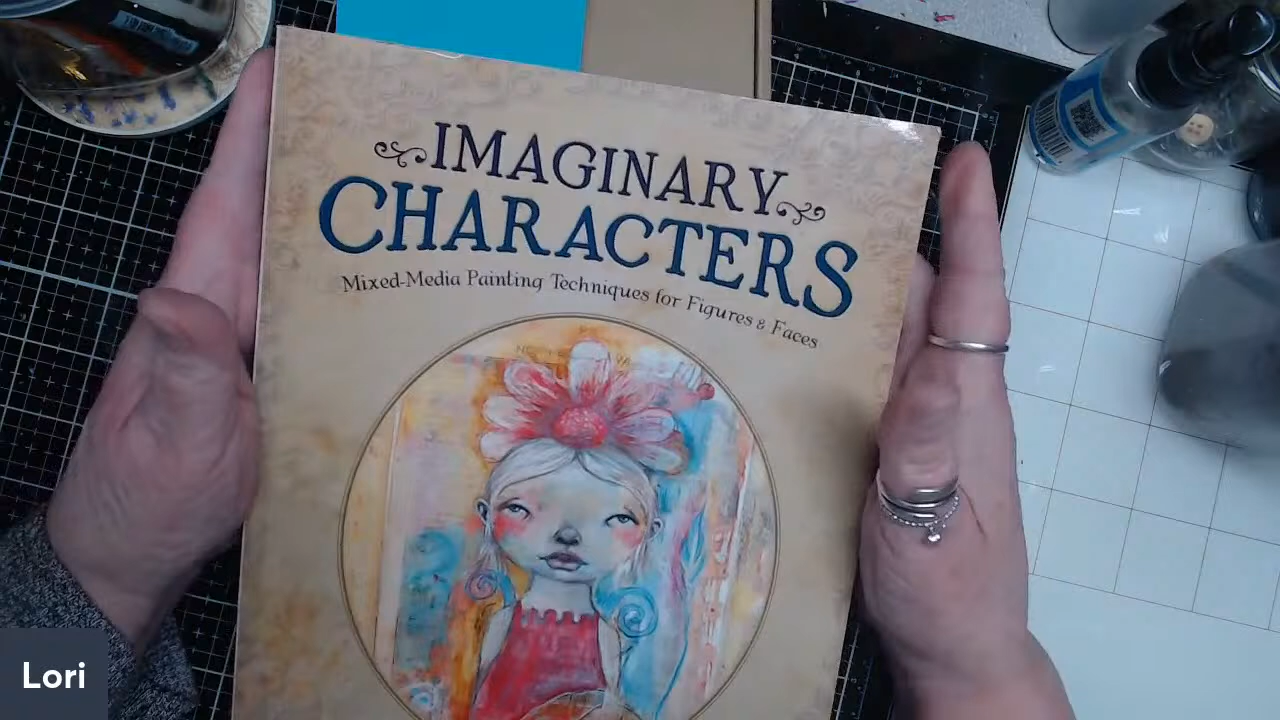 IMAGINARY
CHARACTERS
Mixed-Media Painting Techniques for Figures & Faces
Lori